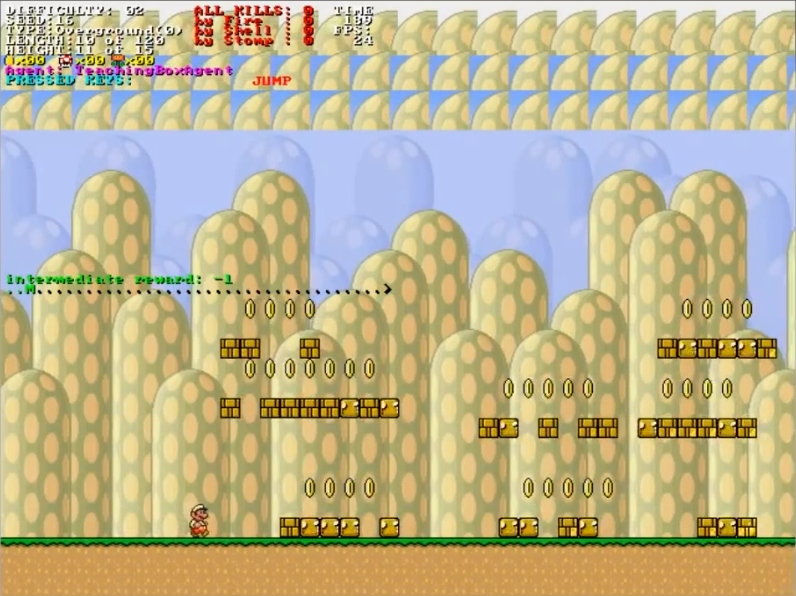 DIFFICULTY: 02 ALL KILLS: 0 TIME
SEED:16 by Fire : 0 189
TYPE:Overground(0) by Shell : 0 FPS:
LENGTH:10 of 120 by Stomp : 0 24
HEIGHT:11 of 15
x00 x00 x00
Agent: TeachingBoxAgent
PRESSED KEYS: JUMP
intermediate reward: -1
..M...............................................>